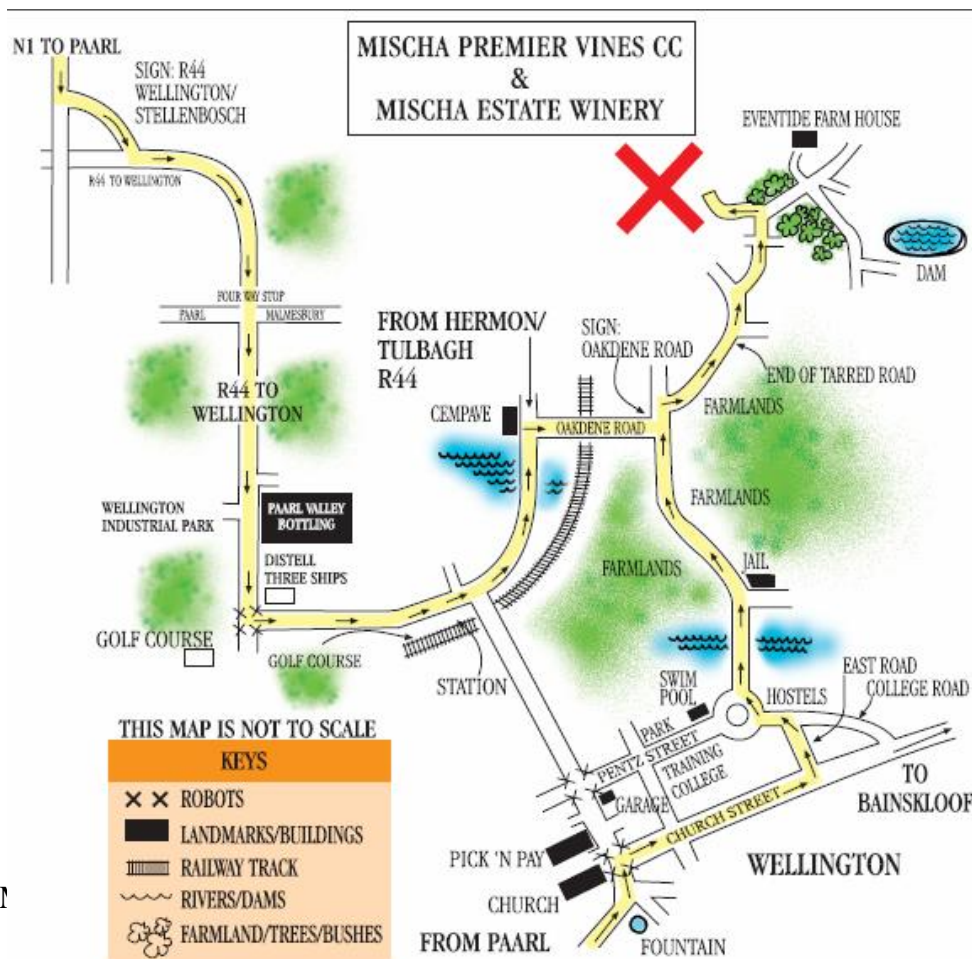 MISCHA PREMIER VINES CC
&
MISCHA ESTATE WINERY
N1 TO PAARL
SIGN: R44
WELLINGTON/
STELLENBOSCH
R44 TO WELLINGTON
EVENTIDE FARM HOUSE
DAM
FOUR WAY STOP
PAARL
MALMESBURY
FROM HERMON/
TULBAGH
R44
SIGN:
OAKDENE ROAD
END OF TARRED ROAD
R44 TO
WELLINGTON
CEMPAVE
OAKDENE ROAD
FARMLANDS
WELLINGTON
INDUSTRIAL PARK
PAARL VALLEY
BOTTLING
FARMLANDS
DISTELL
THREE SHIPS
FARMLANDS
JAIL
GOLF COURSE
GOLF COURSE
STATION
SWIM
POOL
HOSTELS
EAST ROAD
COLLEGE ROAD
PARK
PENTZ STREET
TRAINING
COLLEGE
GARAGE
CHURCH STREET
TO
BAINSKLOOF
PICK 'N PAY
WELLINGTON
CHURCH
FROM PAARL
FOUNTAIN
THIS MAP IS NOT TO SCALE
KEYS
ROBOTS
LANDMARKS/BUILDINGS
RAILWAY TRACK
RIVERS/DAMS
FARMLAND/TREES/BUSHES